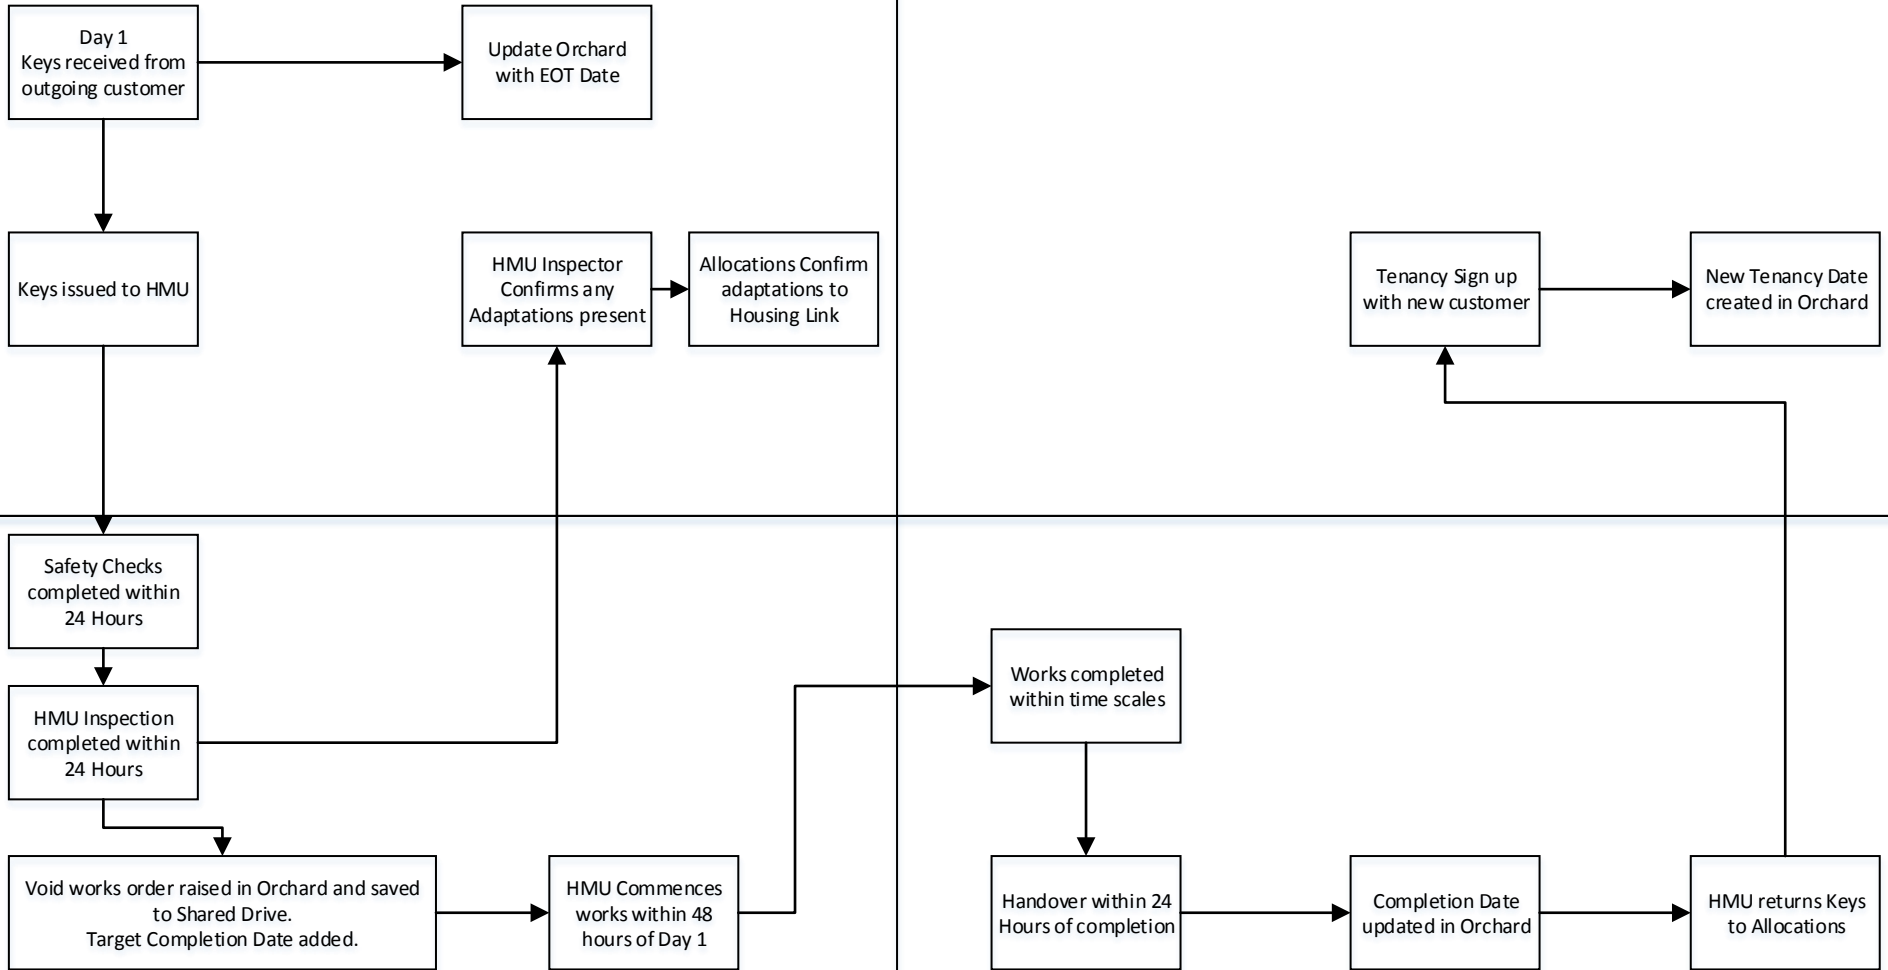 Day 1
Keys received from
outgoing customer
Update Orchard
with EOT Date
Keys issued to HMU
HMU Inspector
Confirms any
Adaptations present
Allocations Confirm
adaptations to
Housing Link
Tenancy Sign up
with new customer
New Tenancy Date
created in Orchard
Safety Checks
completed within
24 Hours
HMU Inspection
completed within
24 Hours
Works completed
within time scales
Void works order raised in Orchard and saved
to Shared Drive.
Target Completion Date added.
HMU Commences
works within 48
hours of Day 1
Handover within 24
Hours of completion
Completion Date
updated in Orchard
HMU returns Keys
to Allocations